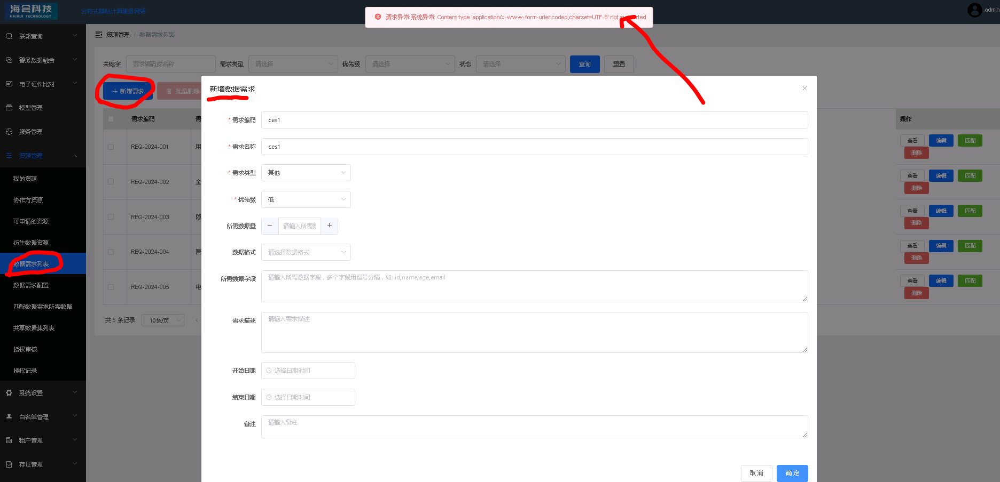 海会科技
HAIHUI TECHNOLOGY
分布式隐私计算服务网络
请求异常:系统异常: Content type 'application/x-www-form-urlencoded;charset=UTF-8' not supported
admin
联邦查询
警务数据融合
电子证件比对
模型管理
服务管理
资源管理
我的资源
协作方资源
可申请的资源
衍生数据资源
数据需求列表
数据需求配置
匹配数据需求所需数据
共享数据集列表
授权审核
授权记录
系统设置
白名单管理
租户管理
存证管理
资源管理 / 数据需求列表
关键字 需求编码或名称 需求类型 请选择 优先级 请选择 状态 请选择 查询 重置
+ 新增需求 批量删除
需求编码 需 操作
REQ-2024-001 用 查看 编辑 匹配
删除
REQ-2024-002 金 查看 编辑 匹配
删除
REQ-2024-003 隐 查看 编辑 匹配
删除
REQ-2024-004 医 查看 编辑 匹配
删除
REQ-2024-005 电 查看 编辑 匹配
删除
共 5 条记录 10条/页
新增数据需求
* 需求编码 ces1
* 需求名称 ces1
* 需求类型 其他
* 优先级 低
所需数据量 − 请输入所需数 +
数据格式 请选择数据格式
所需数据字段 请输入所需数据字段，多个字段用逗号分隔，如: id,name,age,email
需求描述 请输入需求描述
开始日期 选择日期时间
结束日期 选择日期时间
备注 请输入备注
取消 确定